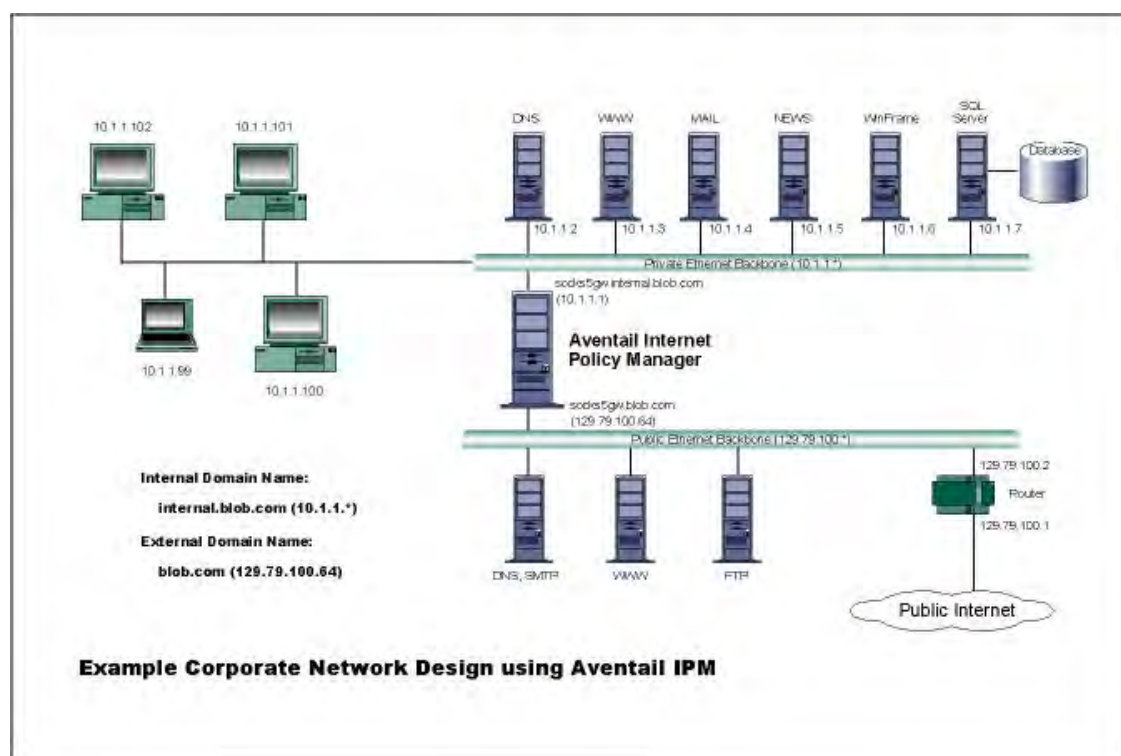 10.1.1.102
10.1.1.101
DNS
WWW
MAIL
NEWS
WinFrame
SQL
Server
Database
10.1.1.2
10.1.1.3
10.1.1.4
10.1.1.5
10.1.1.6
10.1.1.7
Private Ethernet Backbone (10.1.1.*)
socks5gw.internal.blob.com
(10.1.1.1)
10.1.1.99
10.1.1.100
Aventail Internet
Policy Manager
socks5gw.blob.com
(129.79.100.64)
Public Ethernet Backbone (129.79.100.*)
129.79.100.2
Router
129.79.100.1
Internal Domain Name:
internal.blob.com (10.1.1.*)
External Domain Name:
blob.com (129.79.100.64)
DNS, SMTP
WWW
FTP
Public Internet
Example Corporate Network Design using Aventail IPM